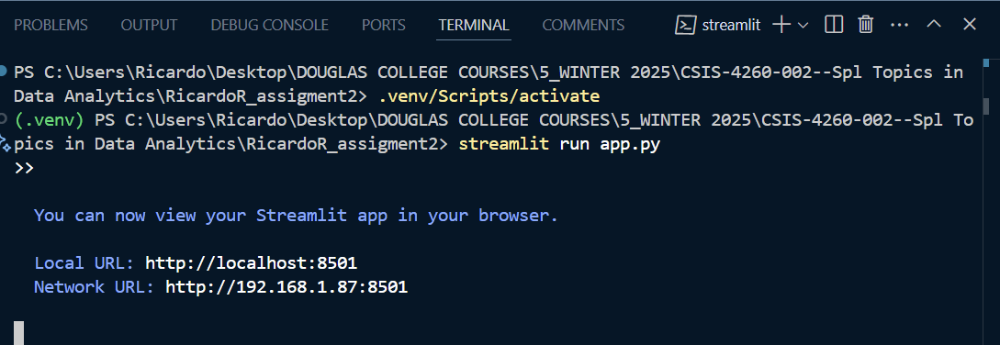 PROBLEMS OUTPUT DEBUG CONSOLE PORTS TERMINAL COMMENTS streamlit
PS C:\Users\Ricardo\Desktop\DOUGLAS COLLEGE COURSES\5_WINTER 2025\CSIS-4260-002--Spl Topics in
Data Analytics\RicardoR_assigment2> .venv/Scripts/activate
(.venv) PS C:\Users\Ricardo\Desktop\DOUGLAS COLLEGE COURSES\5_WINTER 2025\CSIS-4260-002--Spl To
pics in Data Analytics\RicardoR_assigment2> streamlit run app.py
>>
You can now view your Streamlit app in your browser.
Local URL: http://localhost:8501
Network URL: http://192.168.1.87:8501